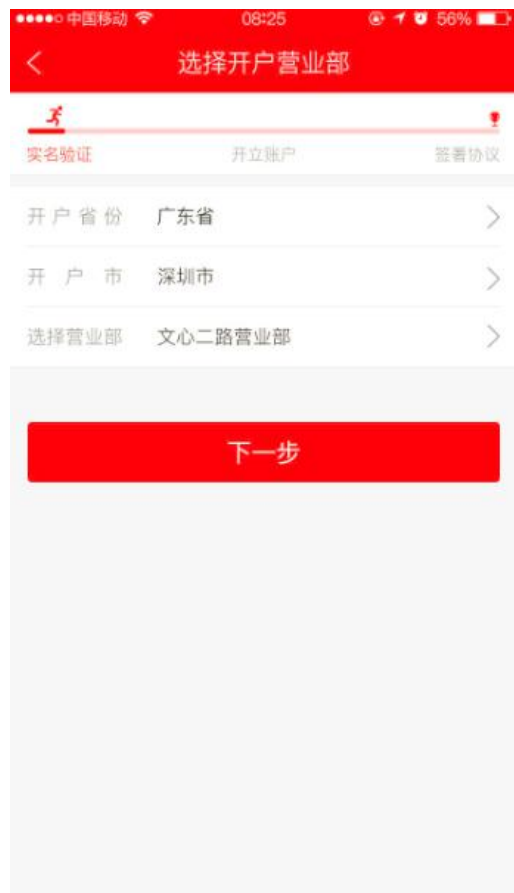 中国移动 08:25 56%
选择开户营业部
实名验证 开立账户 签署协议
开户省份 广东省
开户市 深圳市
选择营业部 文心二路营业部
下一步